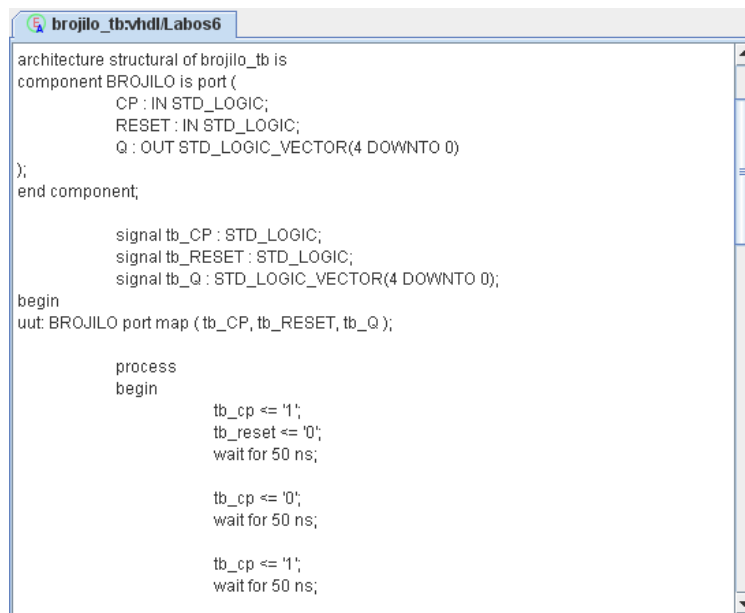 brojilo_tb:vhdl/Labos6
architecture structural of brojilo_tb is
component BROJILO is port (
CP : IN STD_LOGIC;
RESET : IN STD_LOGIC;
Q : OUT STD_LOGIC_VECTOR(4 DOWNTO 0)
);
end component;
signal tb_CP : STD_LOGIC;
signal tb_RESET : STD_LOGIC;
signal tb_Q : STD_LOGIC_VECTOR(4 DOWNTO 0);
begin
uut: BROJILO port map ( tb_CP, tb_RESET, tb_Q );
process
begin
tb_cp <= '1';
tb_reset <= '0';
wait for 50 ns;
tb_cp <= '0';
wait for 50 ns;
tb_cp <= '1';
wait for 50 ns;